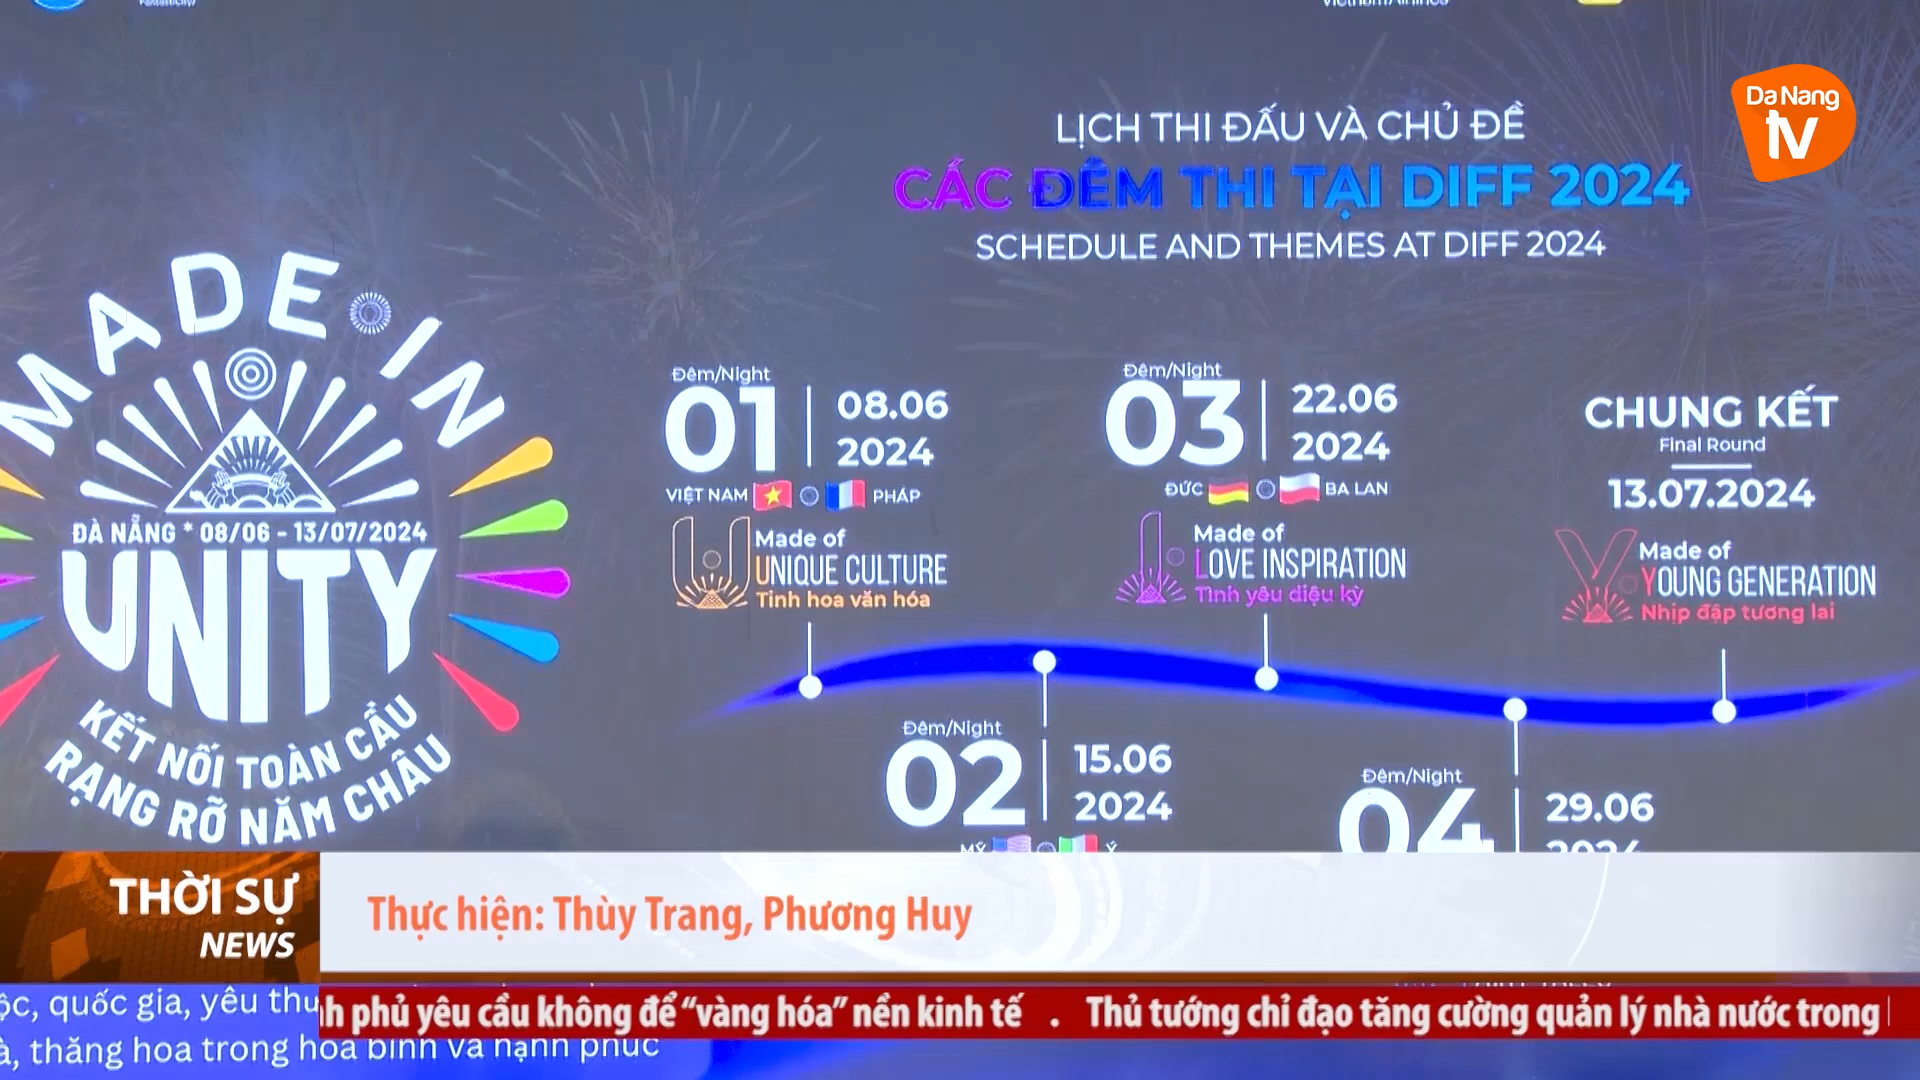 Da Nang
tv
LỊCH THI ĐẤU VÀ CHỦ ĐỀ
CÁC ĐÊM THI TẠI DIFF 2024
SCHEDULE AND THEMES AT DIFF 2024
MADE IN
ĐÀ NẴNG * 08/06 - 13/07/2024
UNITY
KẾT NỐI TOÀN CẦU
RẠNG RỠ NĂM CHÂU
Đêm/Night
01
08.06
2024
VIỆT NAM PHÁP
Made of
UNIQUE CULTURE
Tinh hoa văn hóa
Đêm/Night
03
22.06
2024
ĐỨC BA LAN
Made of
LOVE INSPIRATION
Tình yêu diệu kỳ
CHUNG KẾT
Final Round
13.07.2024
Made of
YOUNG GENERATION
Nhịp đập tương lai
Đêm/Night
02
15.06
2024
MỸ Ý
Đêm/Night
04
29.06
2024
THỜI SỰ
NEWS
Thực hiện: Thùy Trang, Phương Huy
quốc gia, yêu
phủ yêu cầu không để “vàng hóa” nền kinh tế . Thủ tướng chỉ đạo tăng cường quản lý nhà nước trong
thăng hoa trong hòa bình và hạnh phúc